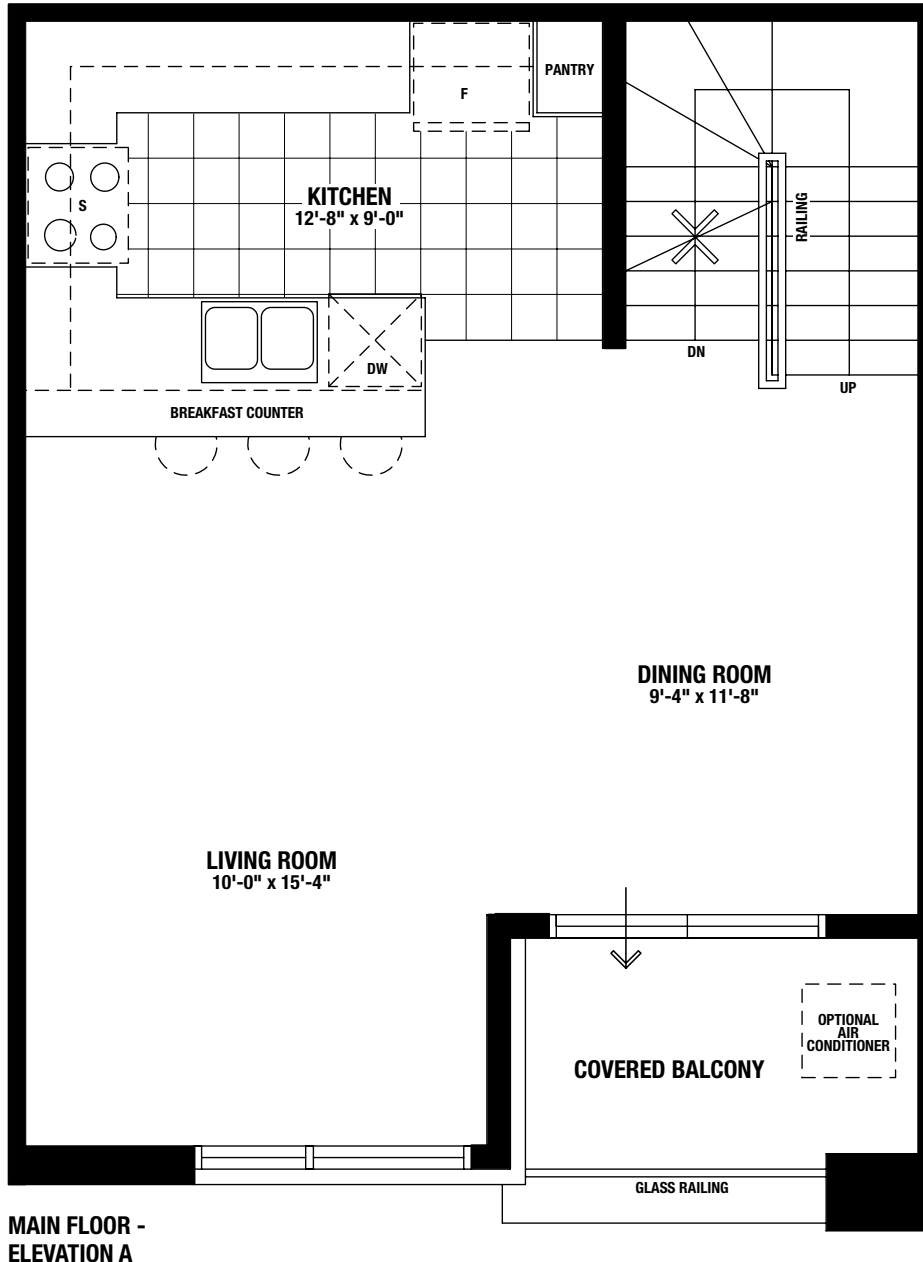 PANTRY
F
KITCHEN
12'-8" x 9'-0"
S
RAILING
DN
UP
DW
BREAKFAST COUNTER
DINING ROOM
9'-4" x 11'-8"
LIVING ROOM
10'-0" x 15'-4"
OPTIONAL
AIR
CONDITIONER
COVERED BALCONY
GLASS RAILING
MAIN FLOOR -
ELEVATION A